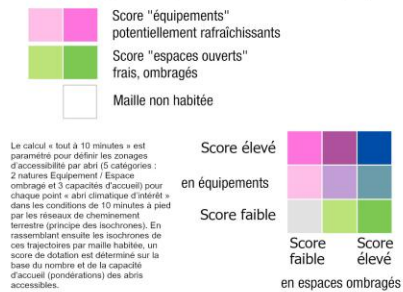 Score "équipements"
potentiellement rafraîchissants
Score "espaces ouverts"
frais, ombragés
Maille non habitée
Le calcul « tout à 10 minutes » est
paramétré pour définir les zonages
d'accessibilité par abri (5 catégories :
2 natures Equipement / Espace
ombragé et 3 capacités d'accueil) pour
chaque point « abri climatique d'intérêt »
dans les conditions de 10 minutes à pied
par les réseaux de cheminement
terrestre (principe des isochrones). En
rassemblant ensuite les isochrones de
ces trajectoires par maille habitée, un
score de dotation est déterminé sur la
base du nombre et de la capacité
d'accueil (pondérations) des abris
accessibles.
Score élevé
en équipements
Score faible
Score faible
Score élevé
en espaces ombragés